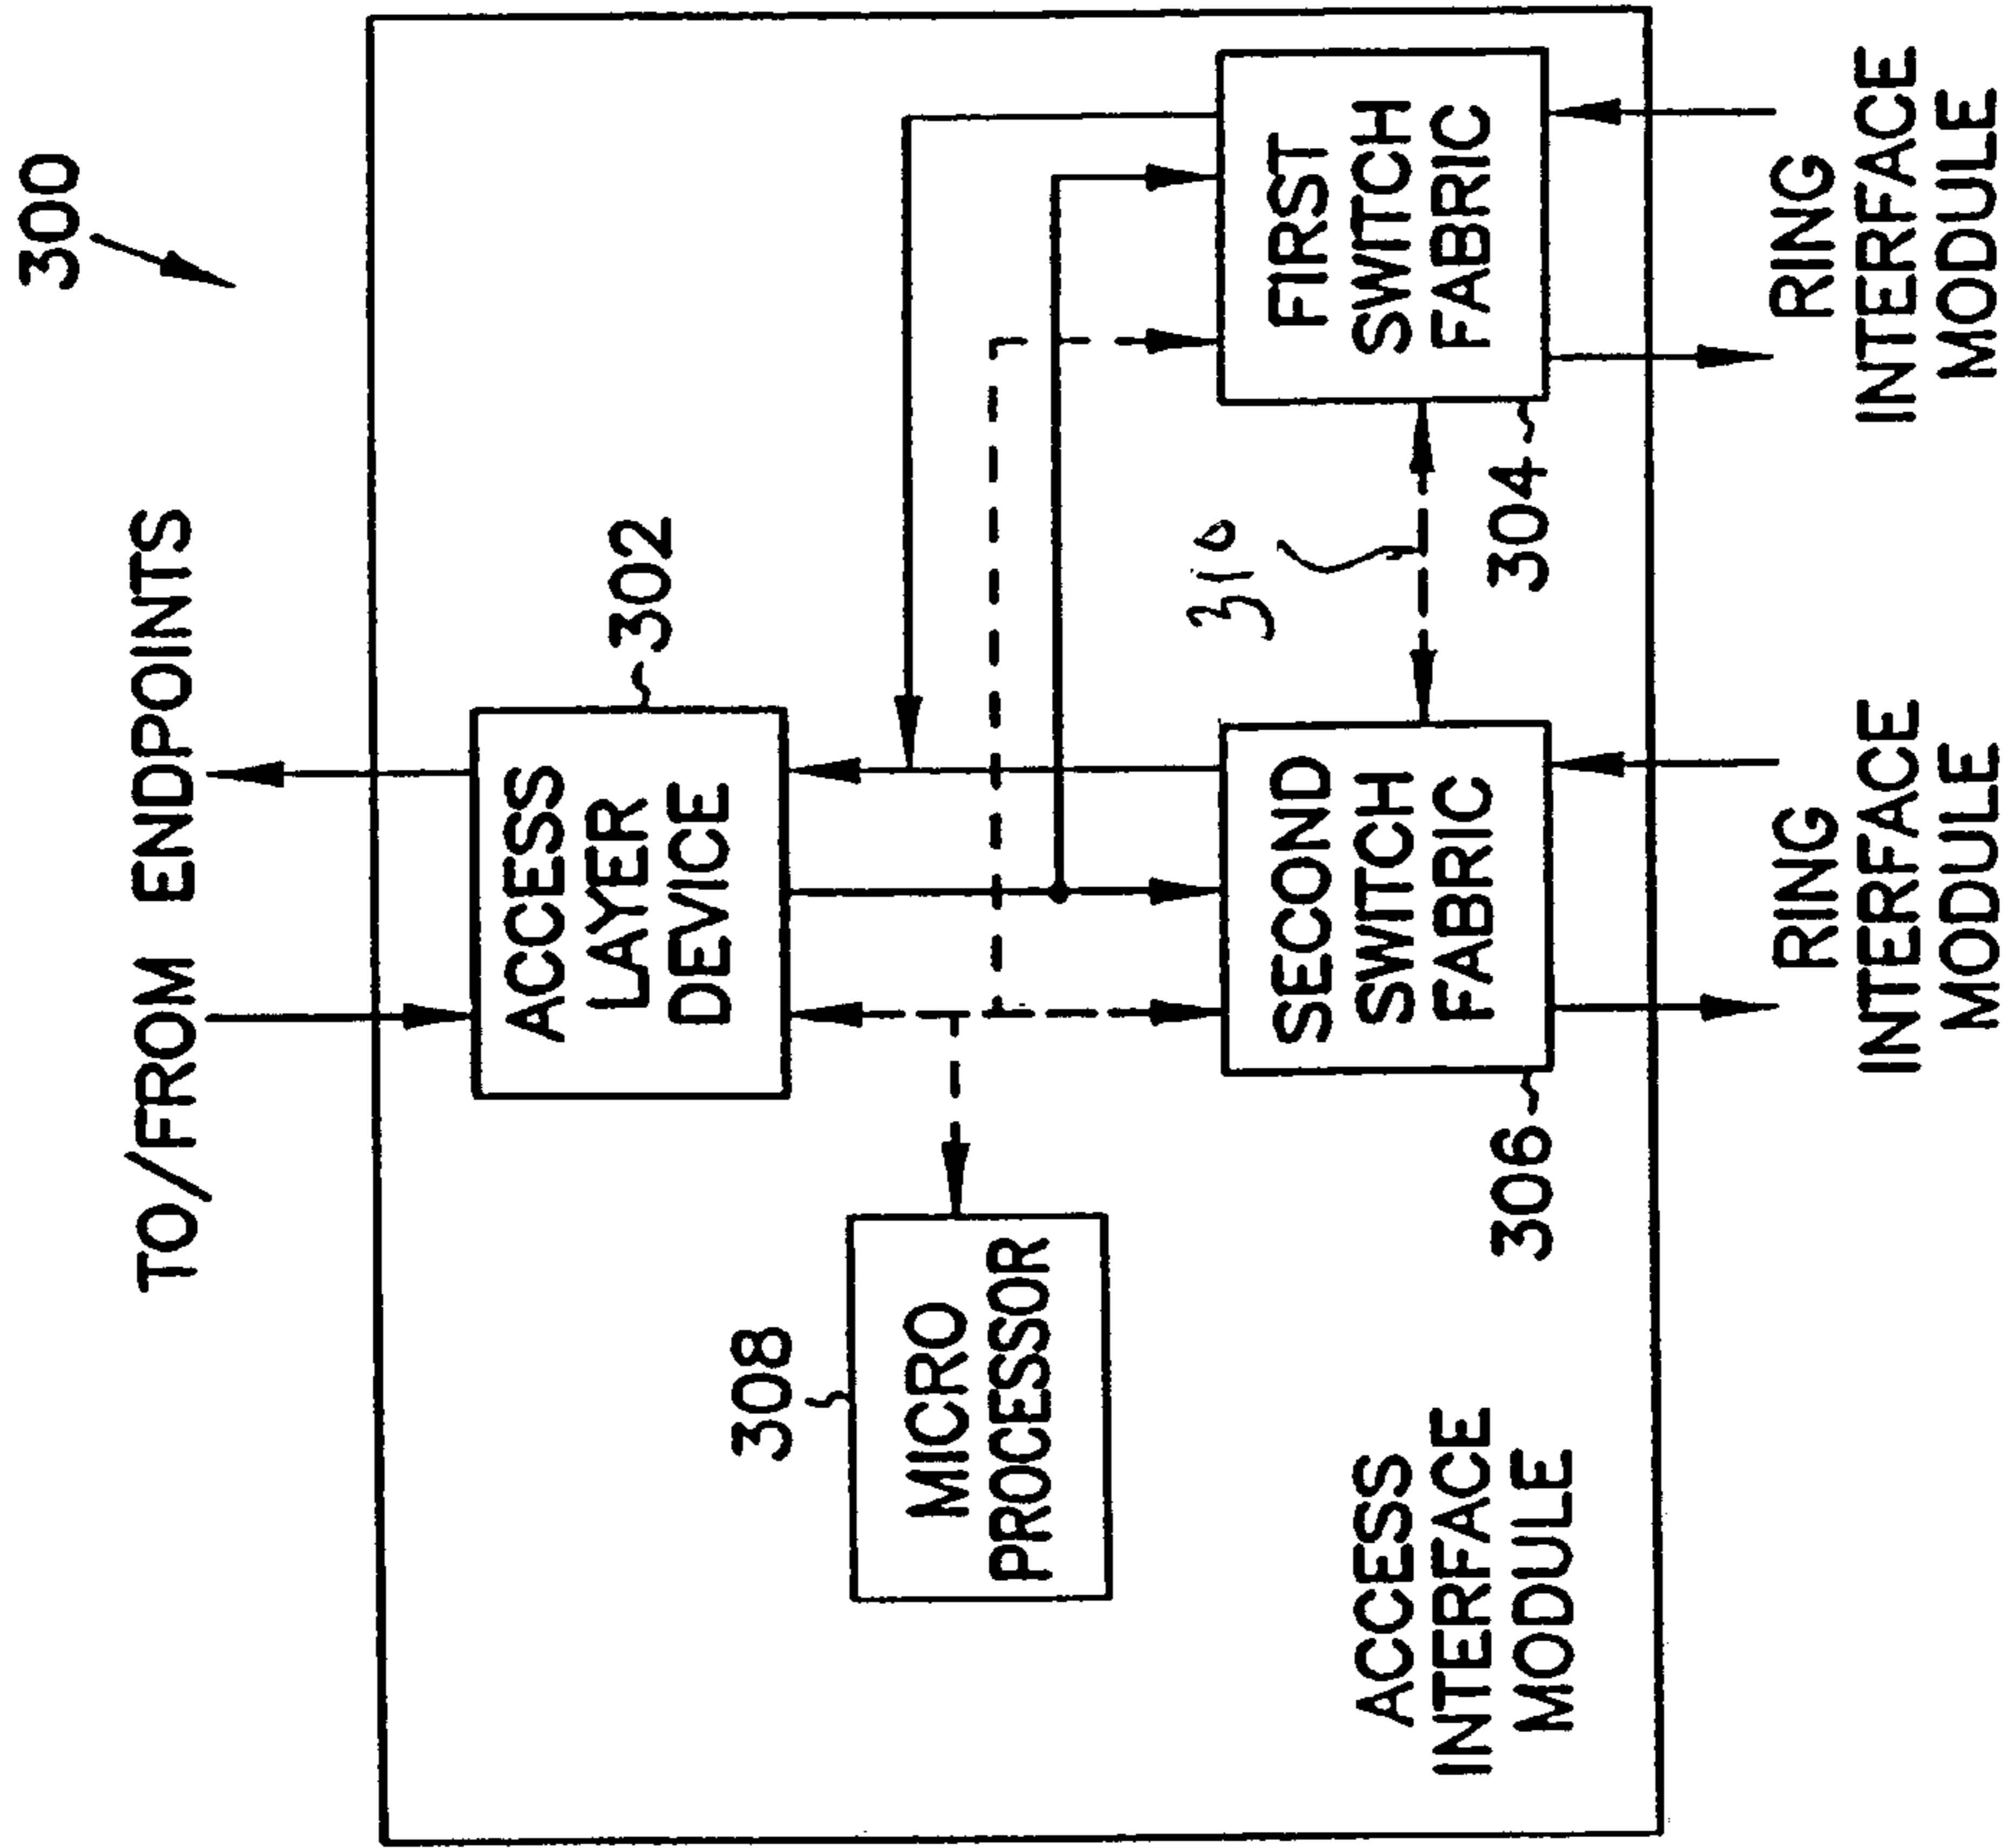 300
TO/FROM ENDPOINTS
302
ACCESS
LAYER
DEVICE
308
MICRO
PROCESSOR
310
FIRST
SWITCH
FABRIC
304
SECOND
SWITCH
FABRIC
306
ACCESS
INTERFACE
MODULE
RING
INTERFACE
MODULE
RING
INTERFACE
MODULE